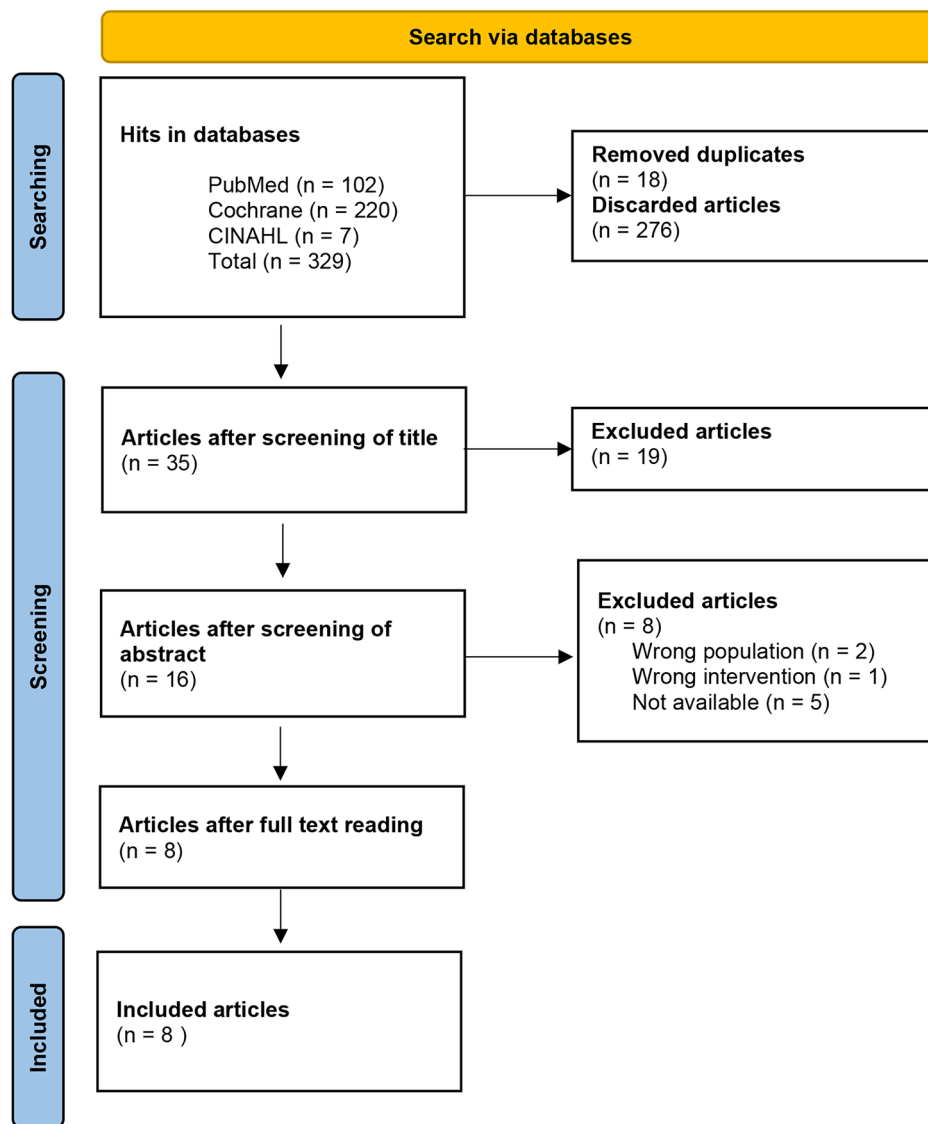 Search via databases
Searching
Hits in databases
PubMed (n = 102)
Cochrane (n = 220)
CINAHL (n = 7)
Total (n = 329)
Removed duplicates
(n = 18)
Discarded articles
(n = 276)
Screening
Articles after screening of title
(n = 35)
Excluded articles
(n = 19)
Articles after screening of
abstract
(n = 16)
Excluded articles
(n = 8)
Wrong population (n = 2)
Wrong intervention (n = 1)
Not available (n = 5)
Articles after full text reading
(n = 8)
Included
Included articles
(n = 8 )